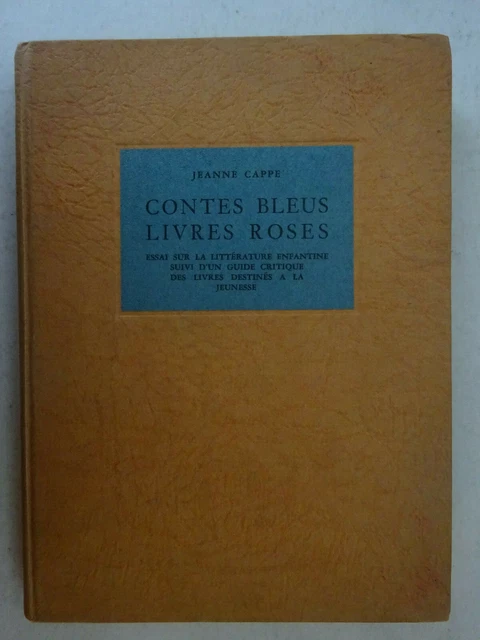 JEANNE CAPPE
CONTES BLEUS
LIVRES ROSES
ESSAI SUR LA LITTÉRATURE ENFANTINE
SUIVI D'UN GUIDE CRITIQUE
DES LIVRES DESTINÉS A LA
JEUNESSE